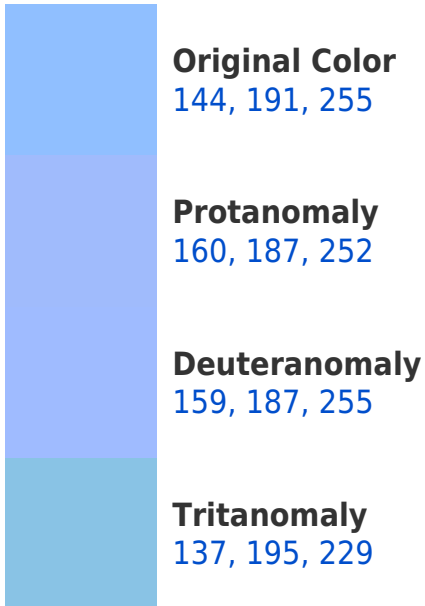 Original Color
144, 191, 255
Protanomaly
160, 187, 252
Deuteranomaly
159, 187, 255
Tritanomaly
137, 195, 229